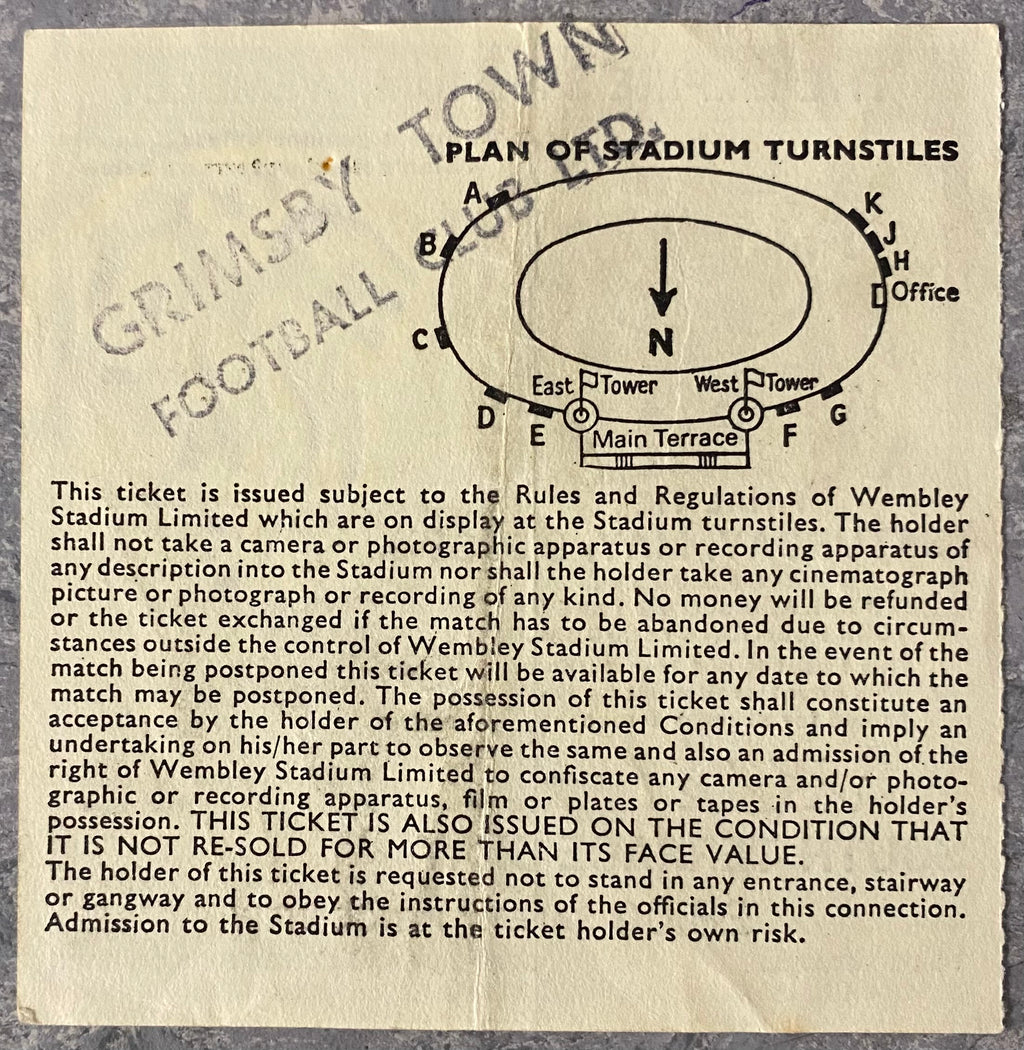 GRIMSBY TOWN
FOOTBALL CLUB LTD.
PLAN OF STADIUM TURNSTILES
A
K
B
J
H
Office
N
C
East Tower
West Tower
D
E
Main Terrace
F
G
This ticket is issued subject to the Rules and Regulations of Wembley
Stadium Limited which are on display at the Stadium turnstiles. The holder
shall not take a camera or photographic apparatus or recording apparatus of
any description into the Stadium nor shall the holder take any cinematograph
picture or photograph or recording of any kind. No money will be refunded
or the ticket exchanged if the match has to be abandoned due to circum-
stances outside the control of Wembley Stadium Limited. In the event of the
match being postponed this ticket will be available for any date to which the
match may be postponed. The possession of this ticket shall constitute an
acceptance by the holder of the aforementioned Conditions and imply an
undertaking on his/her part to observe the same and also an admission of the
right of Wembley Stadium Limited to confiscate any camera and/or photo-
graphic or recording apparatus, film or plates or tapes in the holder's
possession. THIS TICKET IS ALSO ISSUED ON THE CONDITION THAT
IT IS NOT RE-SOLD FOR MORE THAN ITS FACE VALUE.
The holder of this ticket is requested not to stand in any entrance, stairway
or gangway and to obey the instructions of the officials in this connection.
Admission to the Stadium is at the ticket holder's own risk.